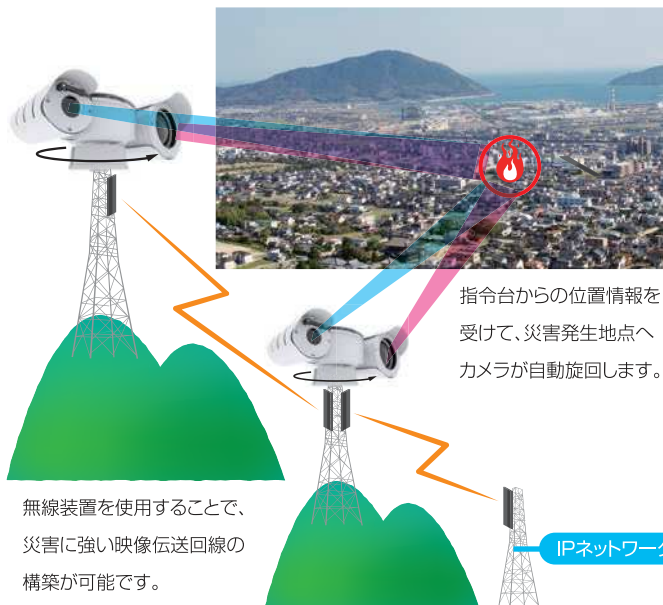 指令台からの位置情報を
受けて、災害発生地点へ
カメラが自動旋回します。
無線装置を使用することで、
災害に強い映像伝送回線の
構築が可能です。
IPネットワーク